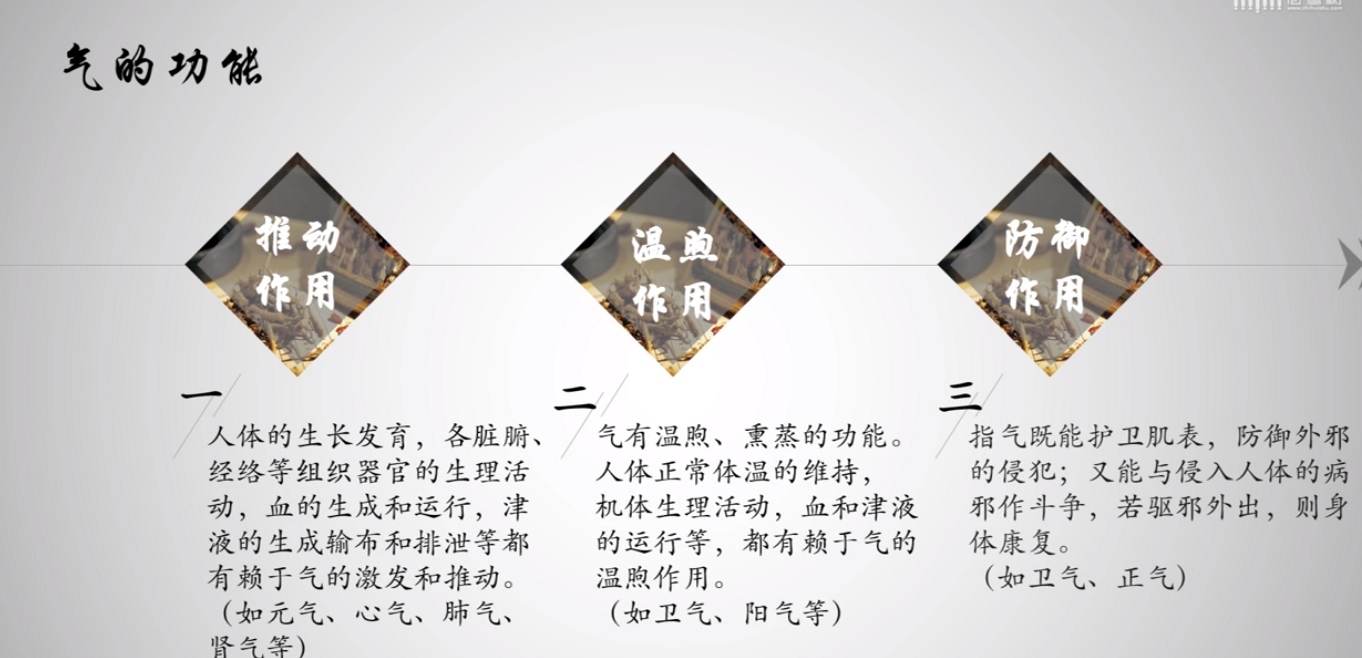 气的功能
推动
作用
温煦
作用
防御
作用
一
人体的生长发育，各脏腑、
经络等组织器官的生理活
动，血的生成和运行，津
液的生成输布和排泄等都
有赖于气的激发和推动。
（如元气、心气、肺气、
肾气等）
二
气有温煦、熏蒸的功能。
人体正常体温的维持，
机体生理活动，血和津液
的运行等，都有赖于气的
温煦作用。
（如卫气、阳气等）
三
指气既能护卫肌表，防御外邪
的侵犯；又能与侵入人体的病
邪作斗争，若驱邪外出，则身
体康复。
（如卫气、正气）